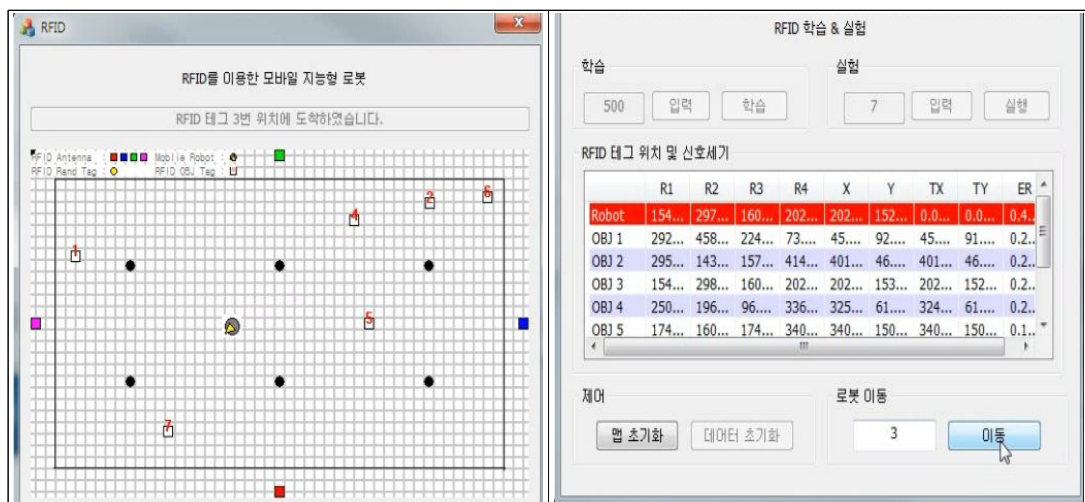 RFID
RFID를 이용한 모바일 지능형 로봇
RFID 테그 3번 위치에 도착하였습니다.
RFID Antenna : Moblie Robot :
RFID Rand Tag : RFID OBJ Tag :
1
2
6
4
5
7
RFID 학습 & 실험
학습
500 입력 학습
실험
7 입력 실행
RFID 테그 위치 및 신호세기
R1 R2 R3 R4 X Y TX TY ER
Robot 154... 297... 160... 202... 202... 152... 0.0... 0.0... 0.4..
OBJ 1 292... 458... 224... 73.... 45.... 92.... 45.... 91.... 0.2..
OBJ 2 295... 143... 157... 414... 401... 46.... 401... 46.... 0.2..
OBJ 3 154... 298... 160... 202... 202... 153... 202... 152... 0.2..
OBJ 4 250... 196... 96.... 336... 325... 61.... 324... 61.... 0.2..
OBJ 5 174... 160... 174... 340... 340... 150... 340... 150... 0.1..
제어
맵 초기화 데이터 초기화
로봇 이동
3 이동